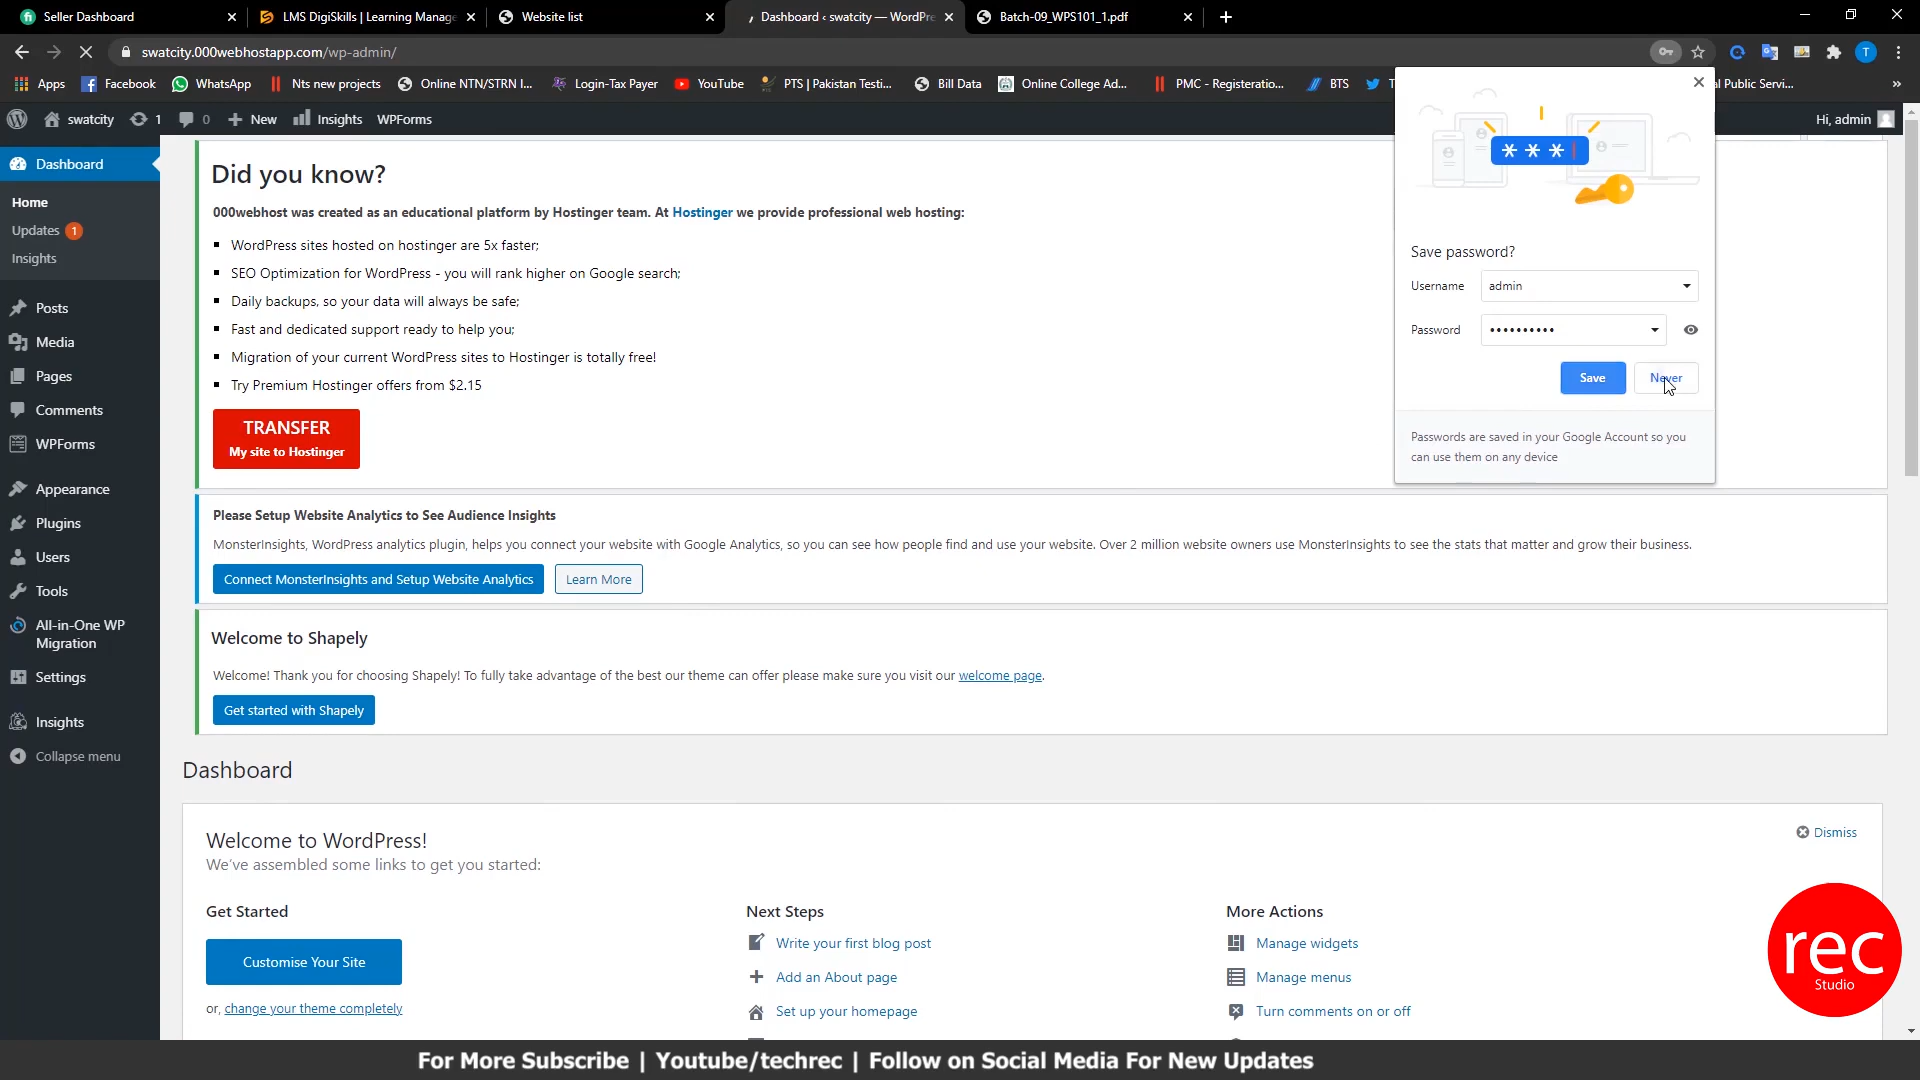 Seller Dashboard
LMS DigiSkills | Learning Manage
Website list
Dashboard ‹ swatcity — WordPre
Batch-09_WPS101_1.pdf
swatcity.000webhostapp.com/wp-admin/
T
Apps
Facebook
WhatsApp
Nts new projects
Online NTN/STRN I...
Login-Tax Payer
YouTube
PTS | Pakistan Testi...
Bill Data
Online College Ad...
PMC - Registeratio...
BTS
T
al Public Servi...
»
swatcity
1
0
New
Insights
WPForms
Hi, admin
Dashboard
Home
Updates 1
Insights
Posts
Media
Pages
Comments
WPForms
Appearance
Plugins
Users
Tools
All-in-One WP
Migration
Settings
Insights
Collapse menu
Did you know?
000webhost was created as an educational platform by Hostinger team. At Hostinger we provide professional web hosting:
WordPress sites hosted on hostinger are 5x faster;
SEO Optimization for WordPress - you will rank higher on Google search;
Daily backups, so your data will always be safe;
Fast and dedicated support ready to help you;
Migration of your current WordPress sites to Hostinger is totally free!
Try Premium Hostinger offers from $2.15
TRANSFER
My site to Hostinger
***|
Save password?
Username
admin
Password
••••••••••
Save
Never
Passwords are saved in your Google Account so you
can use them on any device
Please Setup Website Analytics to See Audience Insights
MonsterInsights, WordPress analytics plugin, helps you connect your website with Google Analytics, so you can see how people find and use your website. Over 2 million website owners use MonsterInsights to see the stats that matter and grow their business.
Connect MonsterInsights and Setup Website Analytics
Learn More
Welcome to Shapely
Welcome! Thank you for choosing Shapely! To fully take advantage of the best our theme can offer please make sure you visit our welcome page.
Get started with Shapely
Dashboard
Welcome to WordPress!
We've assembled some links to get you started:
Dismiss
Get Started
Customise Your Site
or, change your theme completely
Next Steps
Write your first blog post
Add an About page
Set up your homepage
More Actions
Manage widgets
Manage menus
Turn comments on or off
rec
Studio
For More Subscribe | Youtube/techrec | Follow on Social Media For New Updates